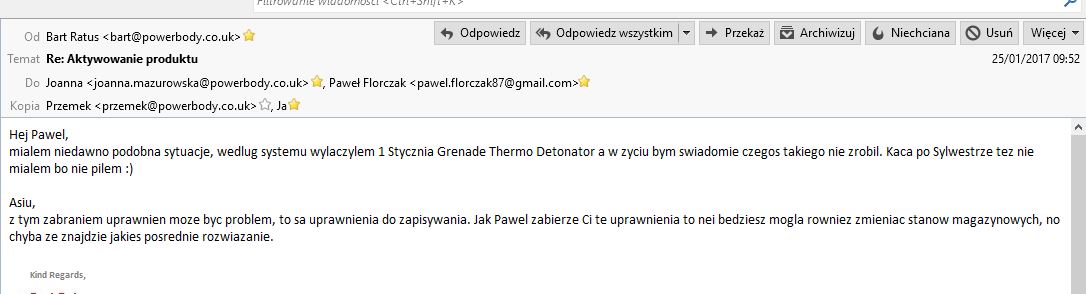 Filtrowanie wiadomości <Ctrl+Shift+K>
Od Bart Ratus <bart@powerbody.co.uk> Odpowiedz Odpowiedz wszystkim Przekaż Archiwizuj Niechciana Usuń Więcej
Temat Re: Aktywowanie produktu 25/01/2017 09:52
Do Joanna <joanna.mazurowska@powerbody.co.uk>, Paweł Florczak <pawel.florczak87@gmail.com>
Kopia Przemek <przemek@powerbody.co.uk>, Ja
Hej Pawel,
mialem niedawno podobna sytuacje, wedlug systemu wylaczylem 1 Stycznia Grenade Thermo Detonator a w zyciu bym swiadomie czegos takiego nie zrobil. Kaca po Sylwestrze tez nie
mialem bo nie pilem :)
Asiu,
z tym zabraniem uprawnien moze byc problem, to sa uprawnienia do zapisywania. Jak Pawel zabierze Ci te uprawnienia to nei bedziesz mogla rowniez zmieniac stanow magazynowych, no
chyba ze znajdzie jakies posrednie rozwiazanie.
Kind Regards,